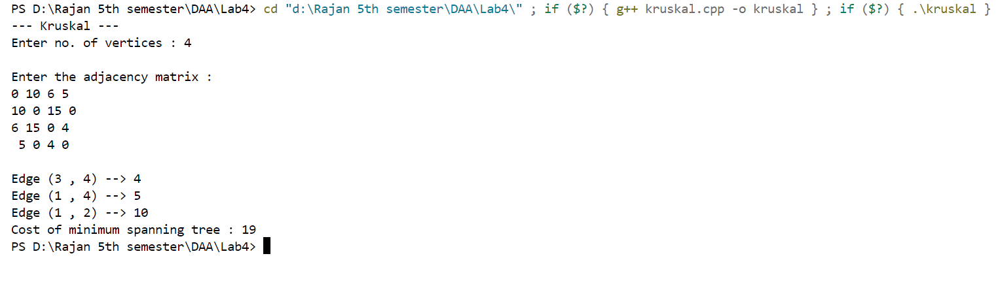 PS D:\Rajan 5th semester\DAA\Lab4> cd "d:\Rajan 5th semester\DAA\Lab4\" ; if ($?) { g++ kruskal.cpp -o kruskal } ; if ($?) { .\kruskal }
--- Kruskal ---
Enter no. of vertices : 4

Enter the adjacency matrix :
0 10 6 5
10 0 15 0
6 15 0 4
 5 0 4 0

Edge (3 , 4) --> 4
Edge (1 , 4) --> 5
Edge (1 , 2) --> 10
Cost of minimum spanning tree : 19
PS D:\Rajan 5th semester\DAA\Lab4>